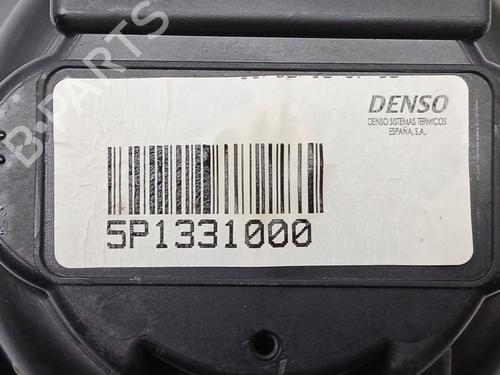 B-PARTS
DENSO
DENSO SISTEMAS TERMICOS
ESPAÑA, S.A.
5P1331000